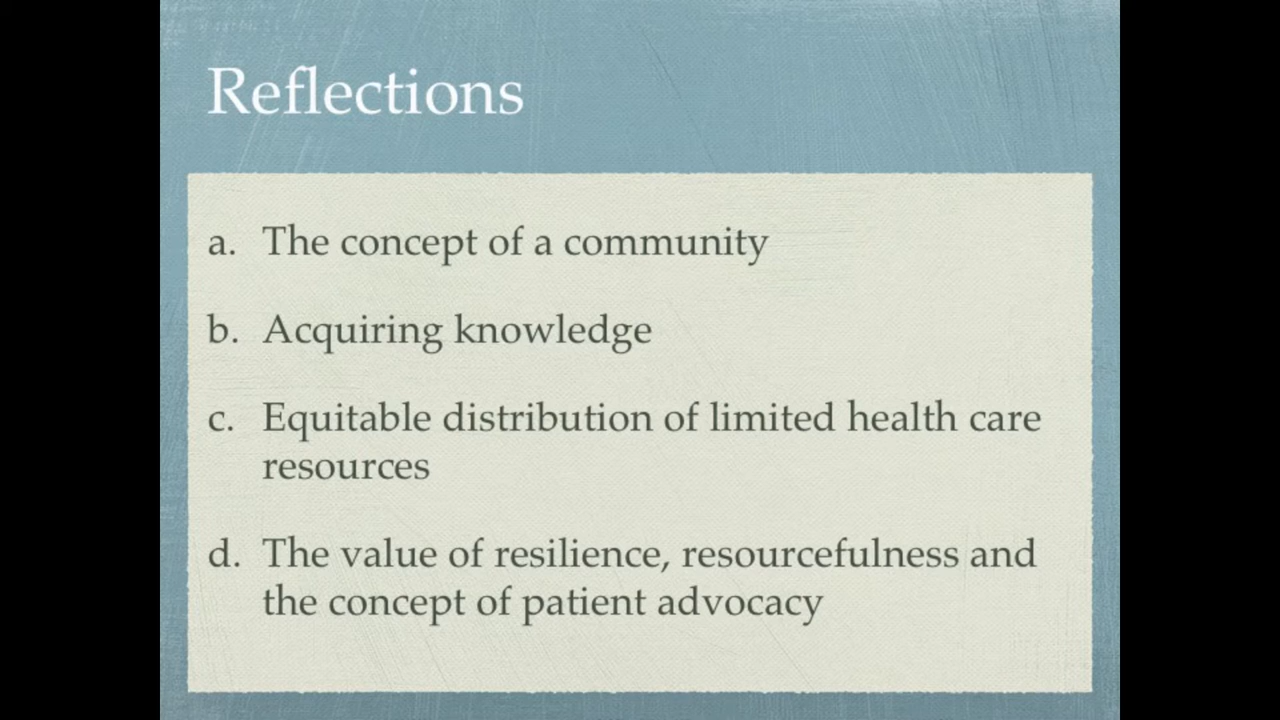 Reflections
a. The concept of a community
b. Acquiring knowledge
c. Equitable distribution of limited health care
resources
d. The value of resilience, resourcefulness and
the concept of patient advocacy